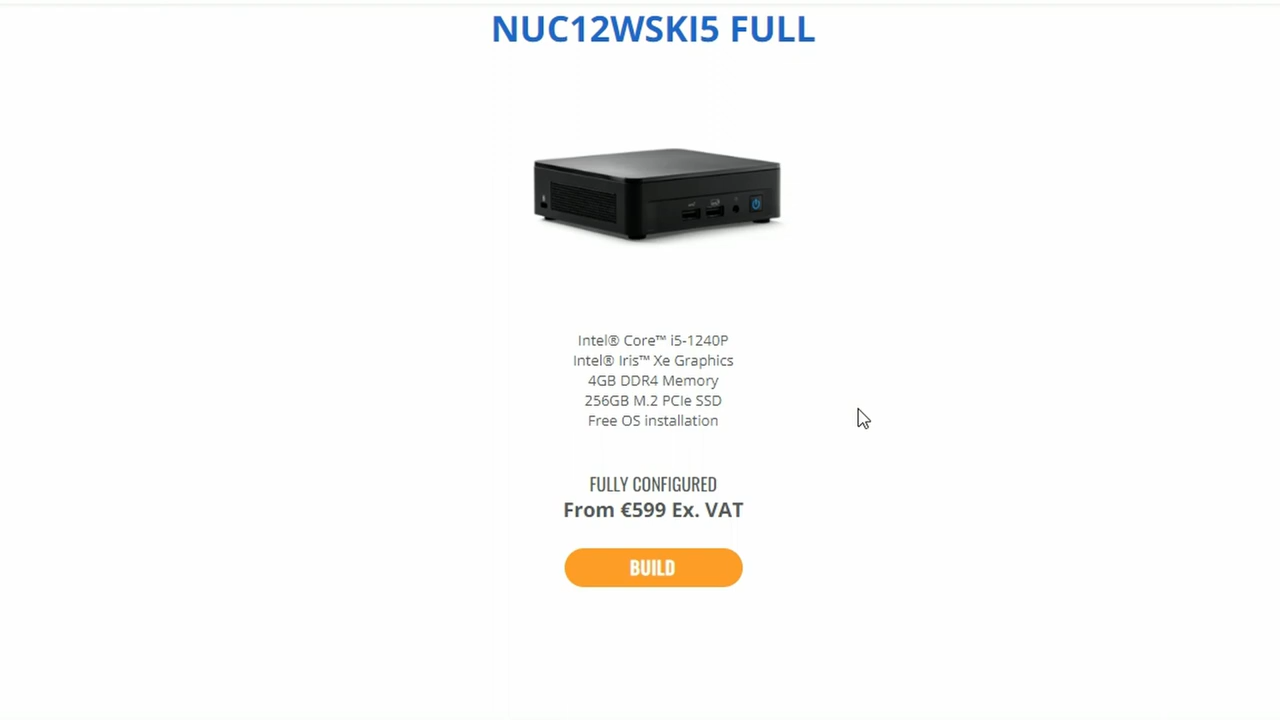 NUC12WSKI5 FULL
Intel® Core™ i5-1240P
Intel® Iris™ Xe Graphics
4GB DDR4 Memory
256GB M.2 PCIe SSD
Free OS installation
FULLY CONFIGURED
From €599 Ex. VAT
BUILD